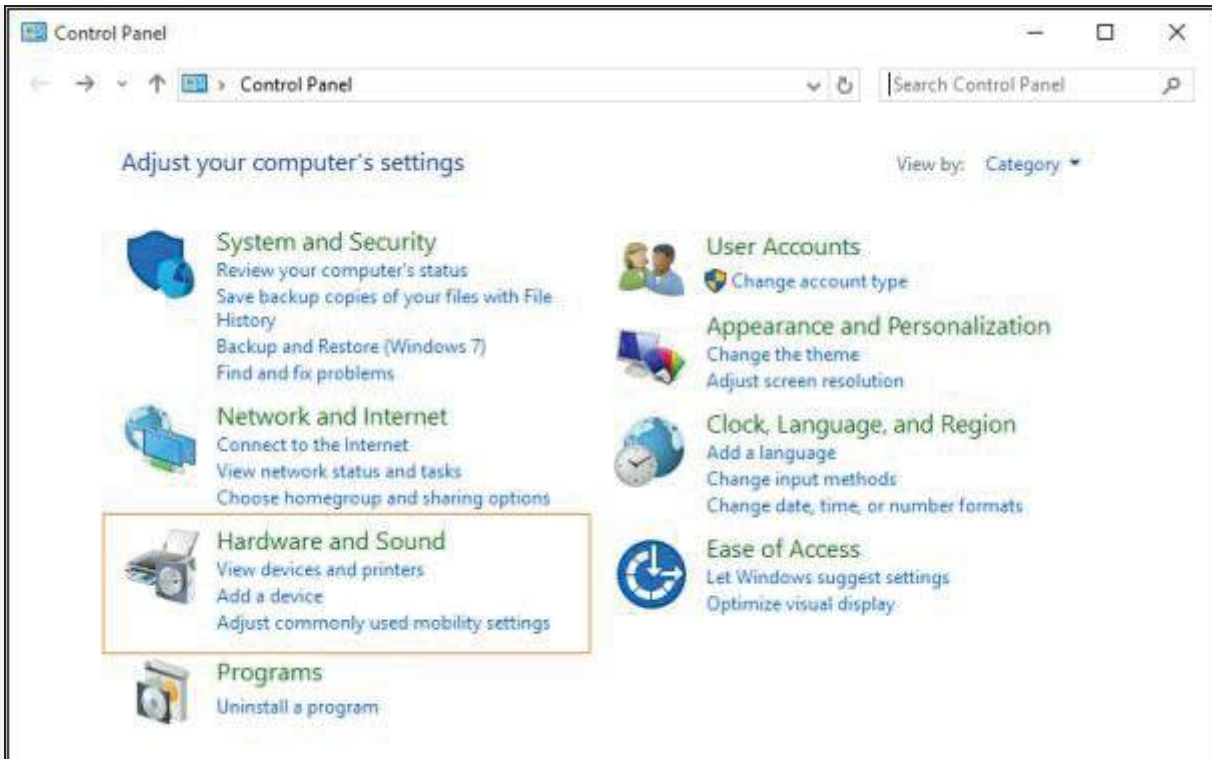 Control Panel
Control Panel
Search Control Panel
Adjust your computer's settings
View by: Category
System and Security
Review your computer's status
Save backup copies of your files with File
History
Backup and Restore (Windows 7)
Find and fix problems
Network and Internet
Connect to the Internet
View network status and tasks
Choose homegroup and sharing options
Hardware and Sound
View devices and printers
Add a device
Adjust commonly used mobility settings
Programs
Uninstall a program
User Accounts
Change account type
Appearance and Personalization
Change the theme
Adjust screen resolution
Clock, Language, and Region
Add a language
Change input methods
Change date, time, or number formats
Ease of Access
Let Windows suggest settings
Optimize visual display